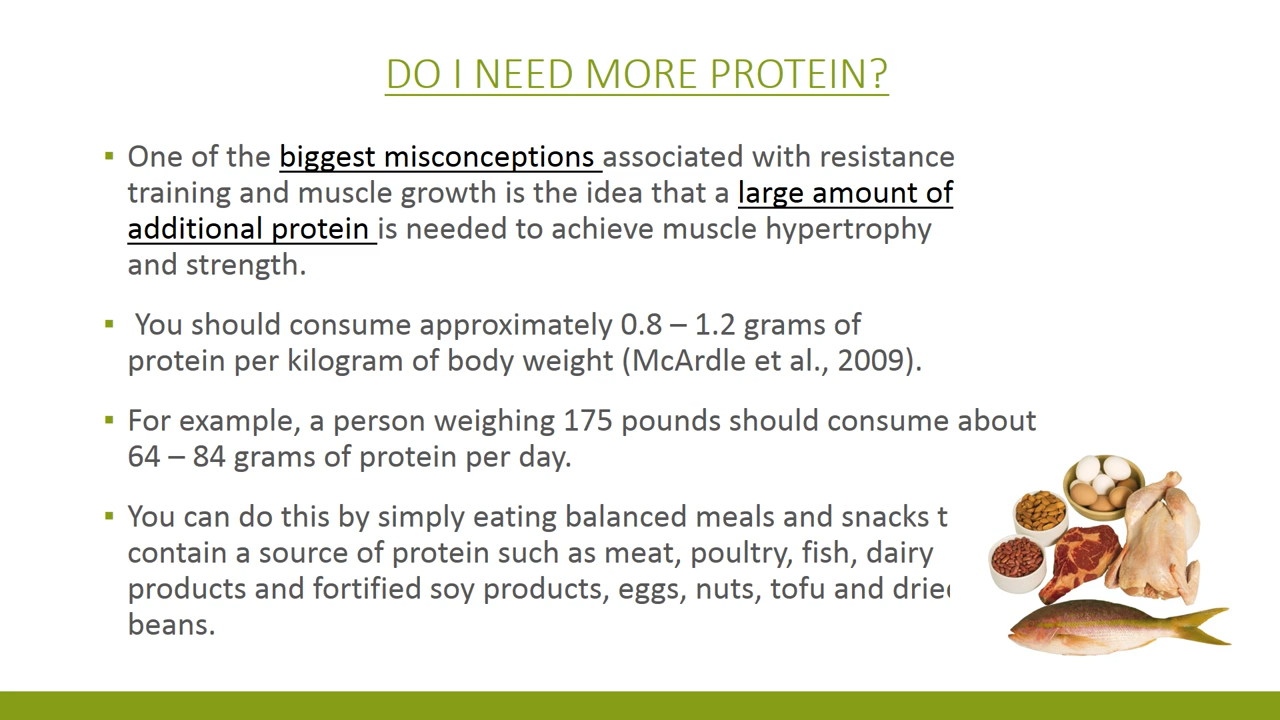 DO I NEED MORE PROTEIN?
▪ One of the biggest misconceptions associated with resistance
training and muscle growth is the idea that a large amount of
additional protein is needed to achieve muscle hypertrophy
and strength.
▪ You should consume approximately 0.8 – 1.2 grams of
protein per kilogram of body weight (McArdle et al., 2009).
▪ For example, a person weighing 175 pounds should consume about
64 – 84 grams of protein per day.
▪ You can do this by simply eating balanced meals and snacks t
contain a source of protein such as meat, poultry, fish, dairy
products and fortified soy products, eggs, nuts, tofu and drie
beans.